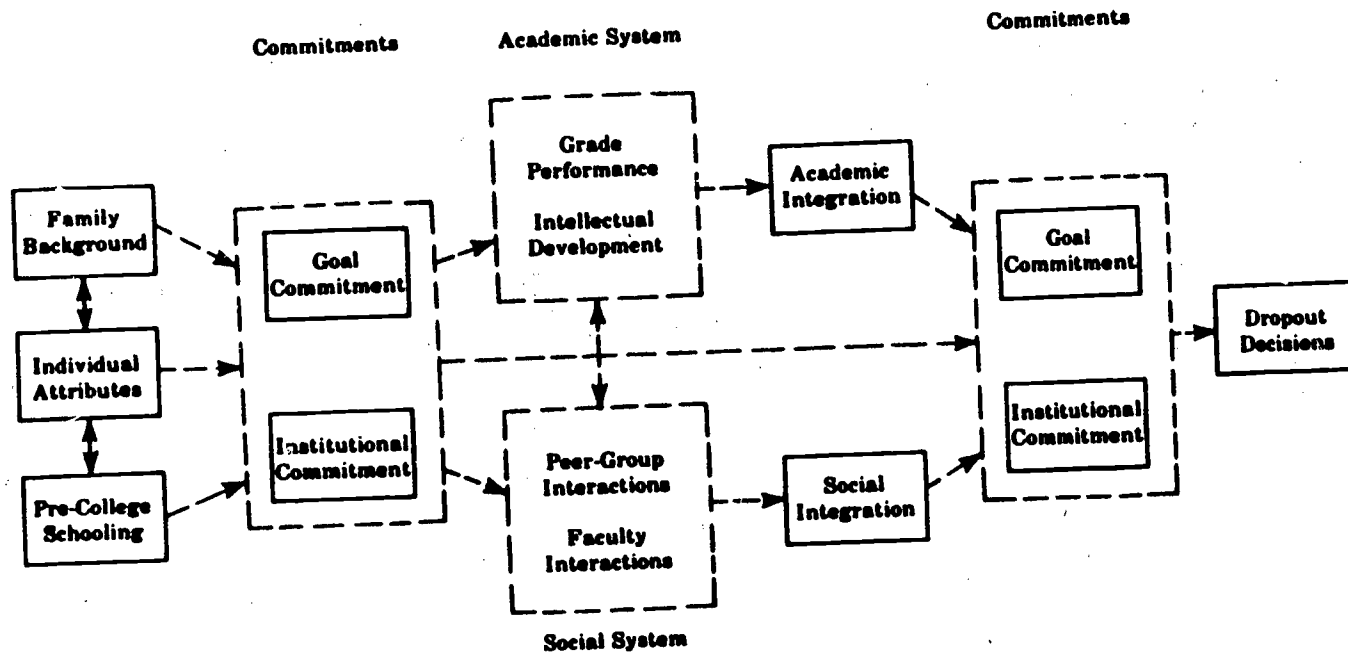 Commitments
Academic System
Commitments
Family
Background
Individual
Attributes
Pre-College
Schooling
Goal
Commitment
Institutional
Commitment
Grade
Performance
Intellectual
Development
Peer-Group
Interactions
Faculty
Interactions
Social System
Academic
Integration
Social
Integration
Goal
Commitment
Institutional
Commitment
Dropout
Decisions